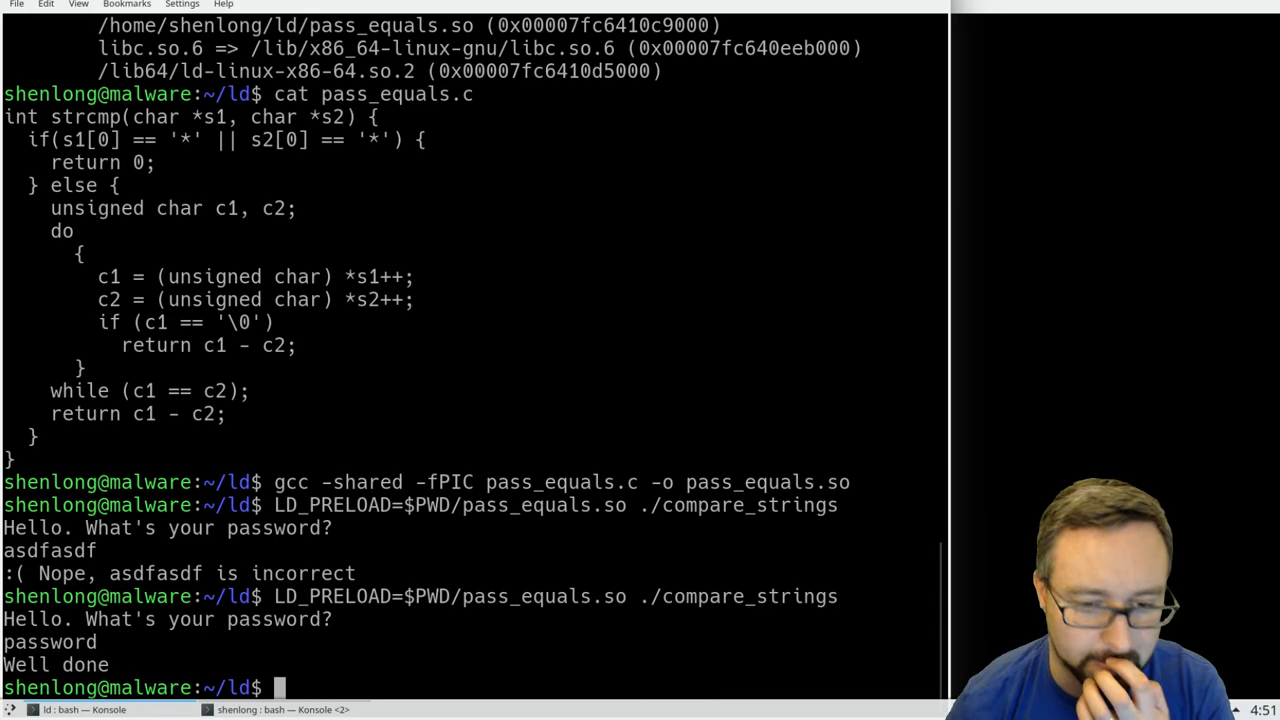 File Edit View Bookmarks Settings Help
/home/shenlong/ld/pass_equals.so (0x00007fc6410c9000)
libc.so.6 => /lib/x86_64-linux-gnu/libc.so.6 (0x00007fc640eeb000)
/lib64/ld-linux-x86-64.so.2 (0x00007fc6410d5000)
shenlong@malware:~/ld$ cat pass_equals.c
int strcmp(char *s1, char *s2) {
if(s1[0] == '*' || s2[0] == '*') {
return 0;
} else {
unsigned char c1, c2;
do
{
c1 = (unsigned char) *s1++;
c2 = (unsigned char) *s2++;
if (c1 == '\0')
return c1 - c2;
}
while (c1 == c2);
return c1 - c2;
}
}
shenlong@malware:~/ld$ gcc -shared -fPIC pass_equals.c -o pass_equals.so
shenlong@malware:~/ld$ LD_PRELOAD=$PWD/pass_equals.so ./compare_strings
Hello. What's your password?
asdfasdf
:( Nope, asdfasdf is incorrect
shenlong@malware:~/ld$ LD_PRELOAD=$PWD/pass_equals.so ./compare_strings
Hello. What's your password?
password
Well done
shenlong@malware:~/ld$
ld : bash — Konsole
shenlong : bash — Konsole <2>
4:51